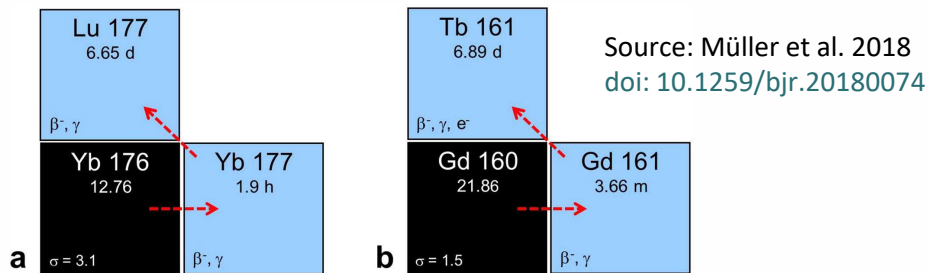 Lu 177
6.65 d
β⁻, γ
Yb 176
12.76
σ = 3.1
Yb 177
1.9 h
β⁻, γ
a
Tb 161
6.89 d
β⁻, γ, e⁻
Gd 160
21.86
σ = 1.5
Gd 161
3.66 m
β⁻, γ
b
Source: Müller et al. 2018
doi: 10.1259/bjr.20180074